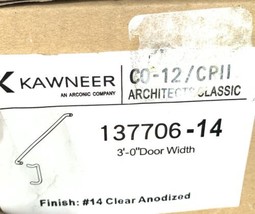 KAWNEER
AN ARCONIC COMPANY
CO-12/CPII
ARCHITECTS CLASSIC
137706-14
3'-0"Door Width
Finish: #14 Clear Anodized